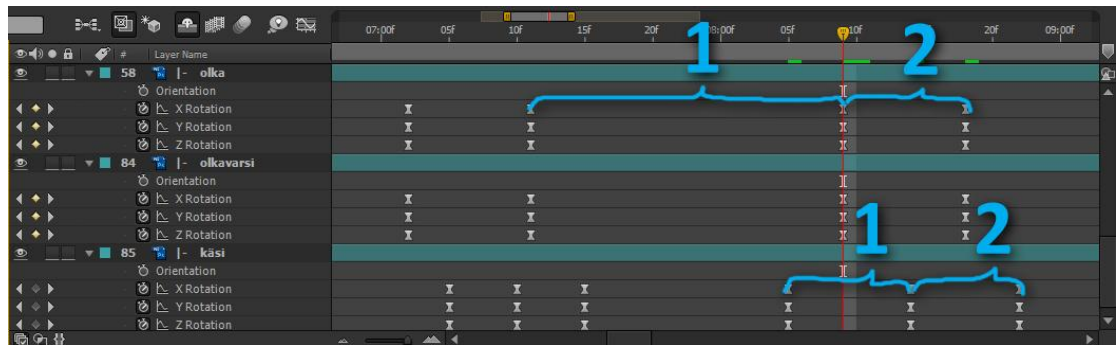 07:00f 05f 10f 15f 20f 08:00f 05f 10f 20f 09:00f
# Layer Name
58 |- olka
Orientation
X Rotation
Y Rotation
Z Rotation
84 |- olkavarsi
Orientation
X Rotation
Y Rotation
Z Rotation
85 |- käsi
Orientation
X Rotation
Y Rotation
Z Rotation
1 2
1 2